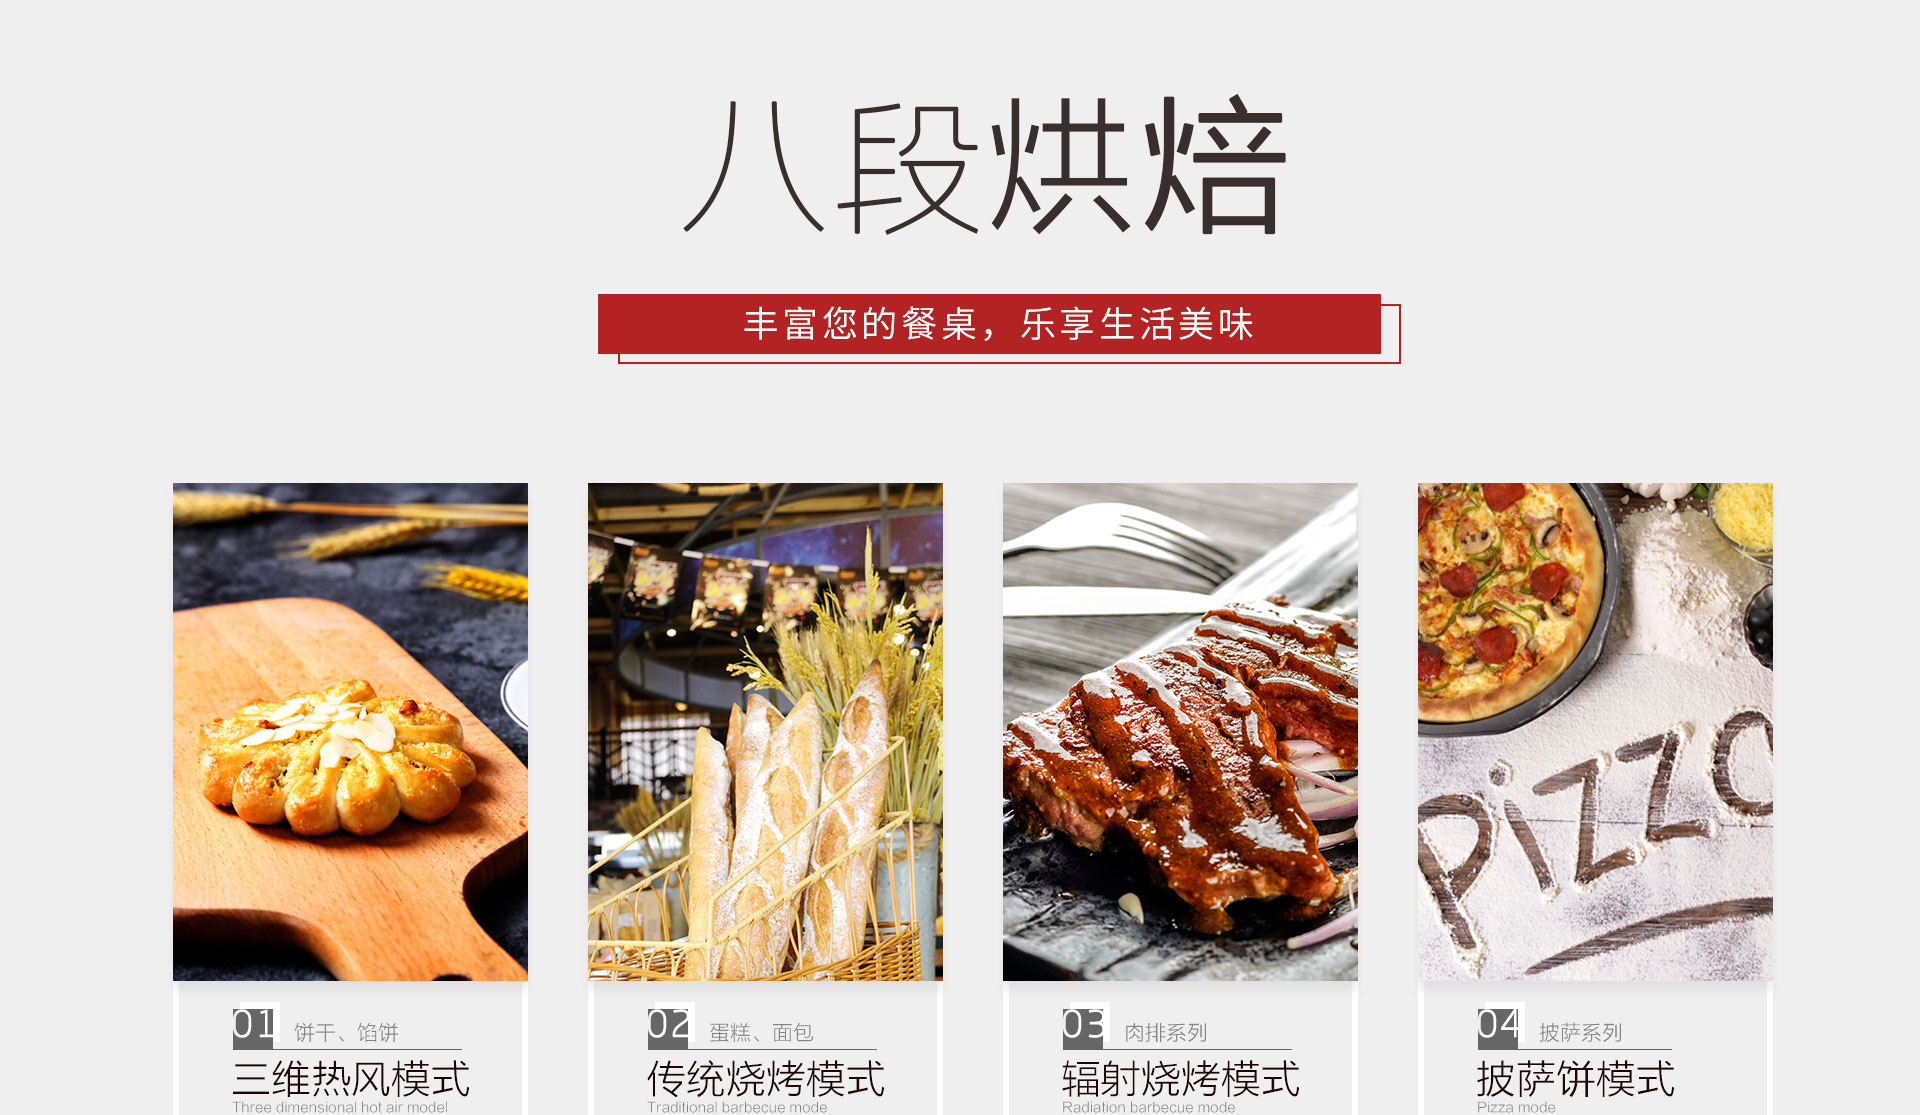 八段烘焙
丰富您的餐桌，乐享生活美味
Pizza
01 饼干、馅饼
三维热风模式
Three dimensional hot air model
02 蛋糕、面包
传统烧烤模式
Traditional barbecue mode
03 肉排系列
辐射烧烤模式
Radiation barbecue mode
04 披萨系列
披萨饼模式
Pizza mode